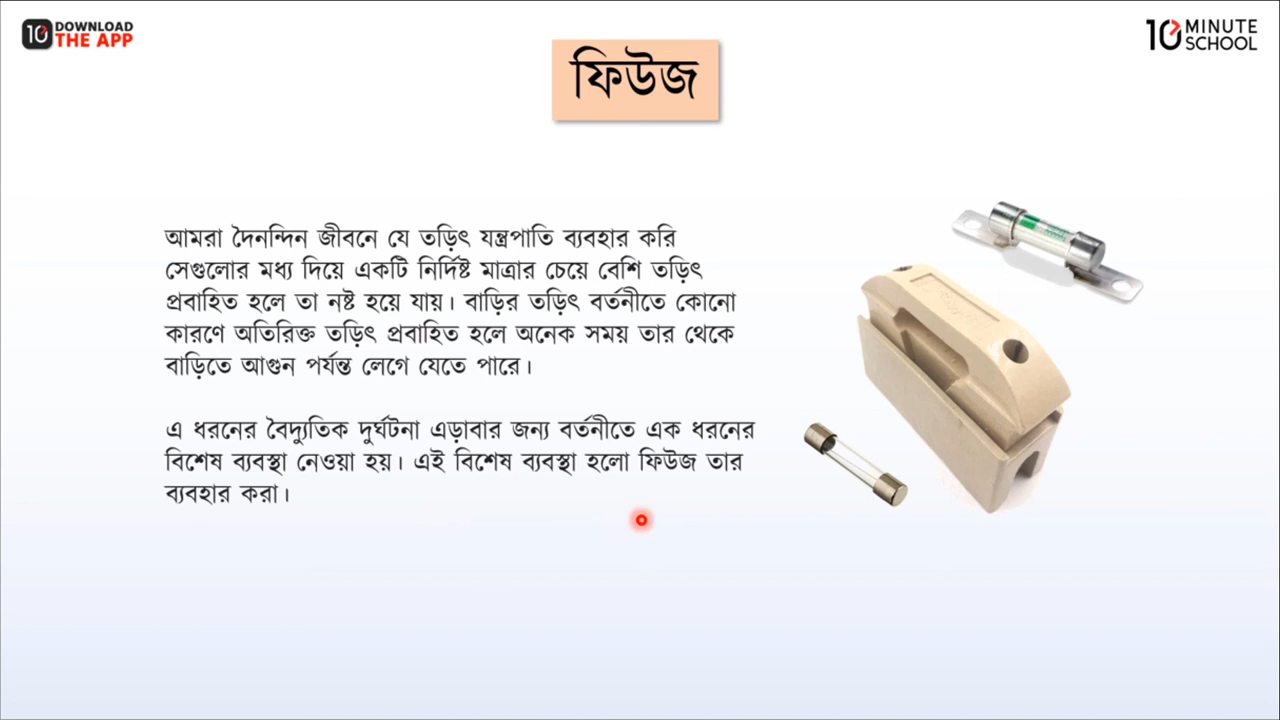 10 DOWNLOAD
THE APP
10 MINUTE
SCHOOL
ফিউজ
আমরা দৈনন্দিন জীবনে যে তড়িৎ যন্ত্রপাতি ব্যবহার করি
সেগুলোর মধ্য দিয়ে একটি নির্দিষ্ট মাত্রার চেয়ে বেশি তড়িৎ
প্রবাহিত হলে তা নষ্ট হয়ে যায়। বাড়ির তড়িৎ বর্তনীতে কোনো
কারণে অতিরিক্ত তড়িৎ প্রবাহিত হলে অনেক সময় তার থেকে
বাড়িতে আগুন পর্যন্ত লেগে যেতে পারে।
এ ধরনের বৈদ্যুতিক দুর্ঘটনা এড়াবার জন্য বর্তনীতে এক ধরনের
বিশেষ ব্যবস্থা নেওয়া হয়। এই বিশেষ ব্যবস্থা হলো ফিউজ তার
ব্যবহার করা।